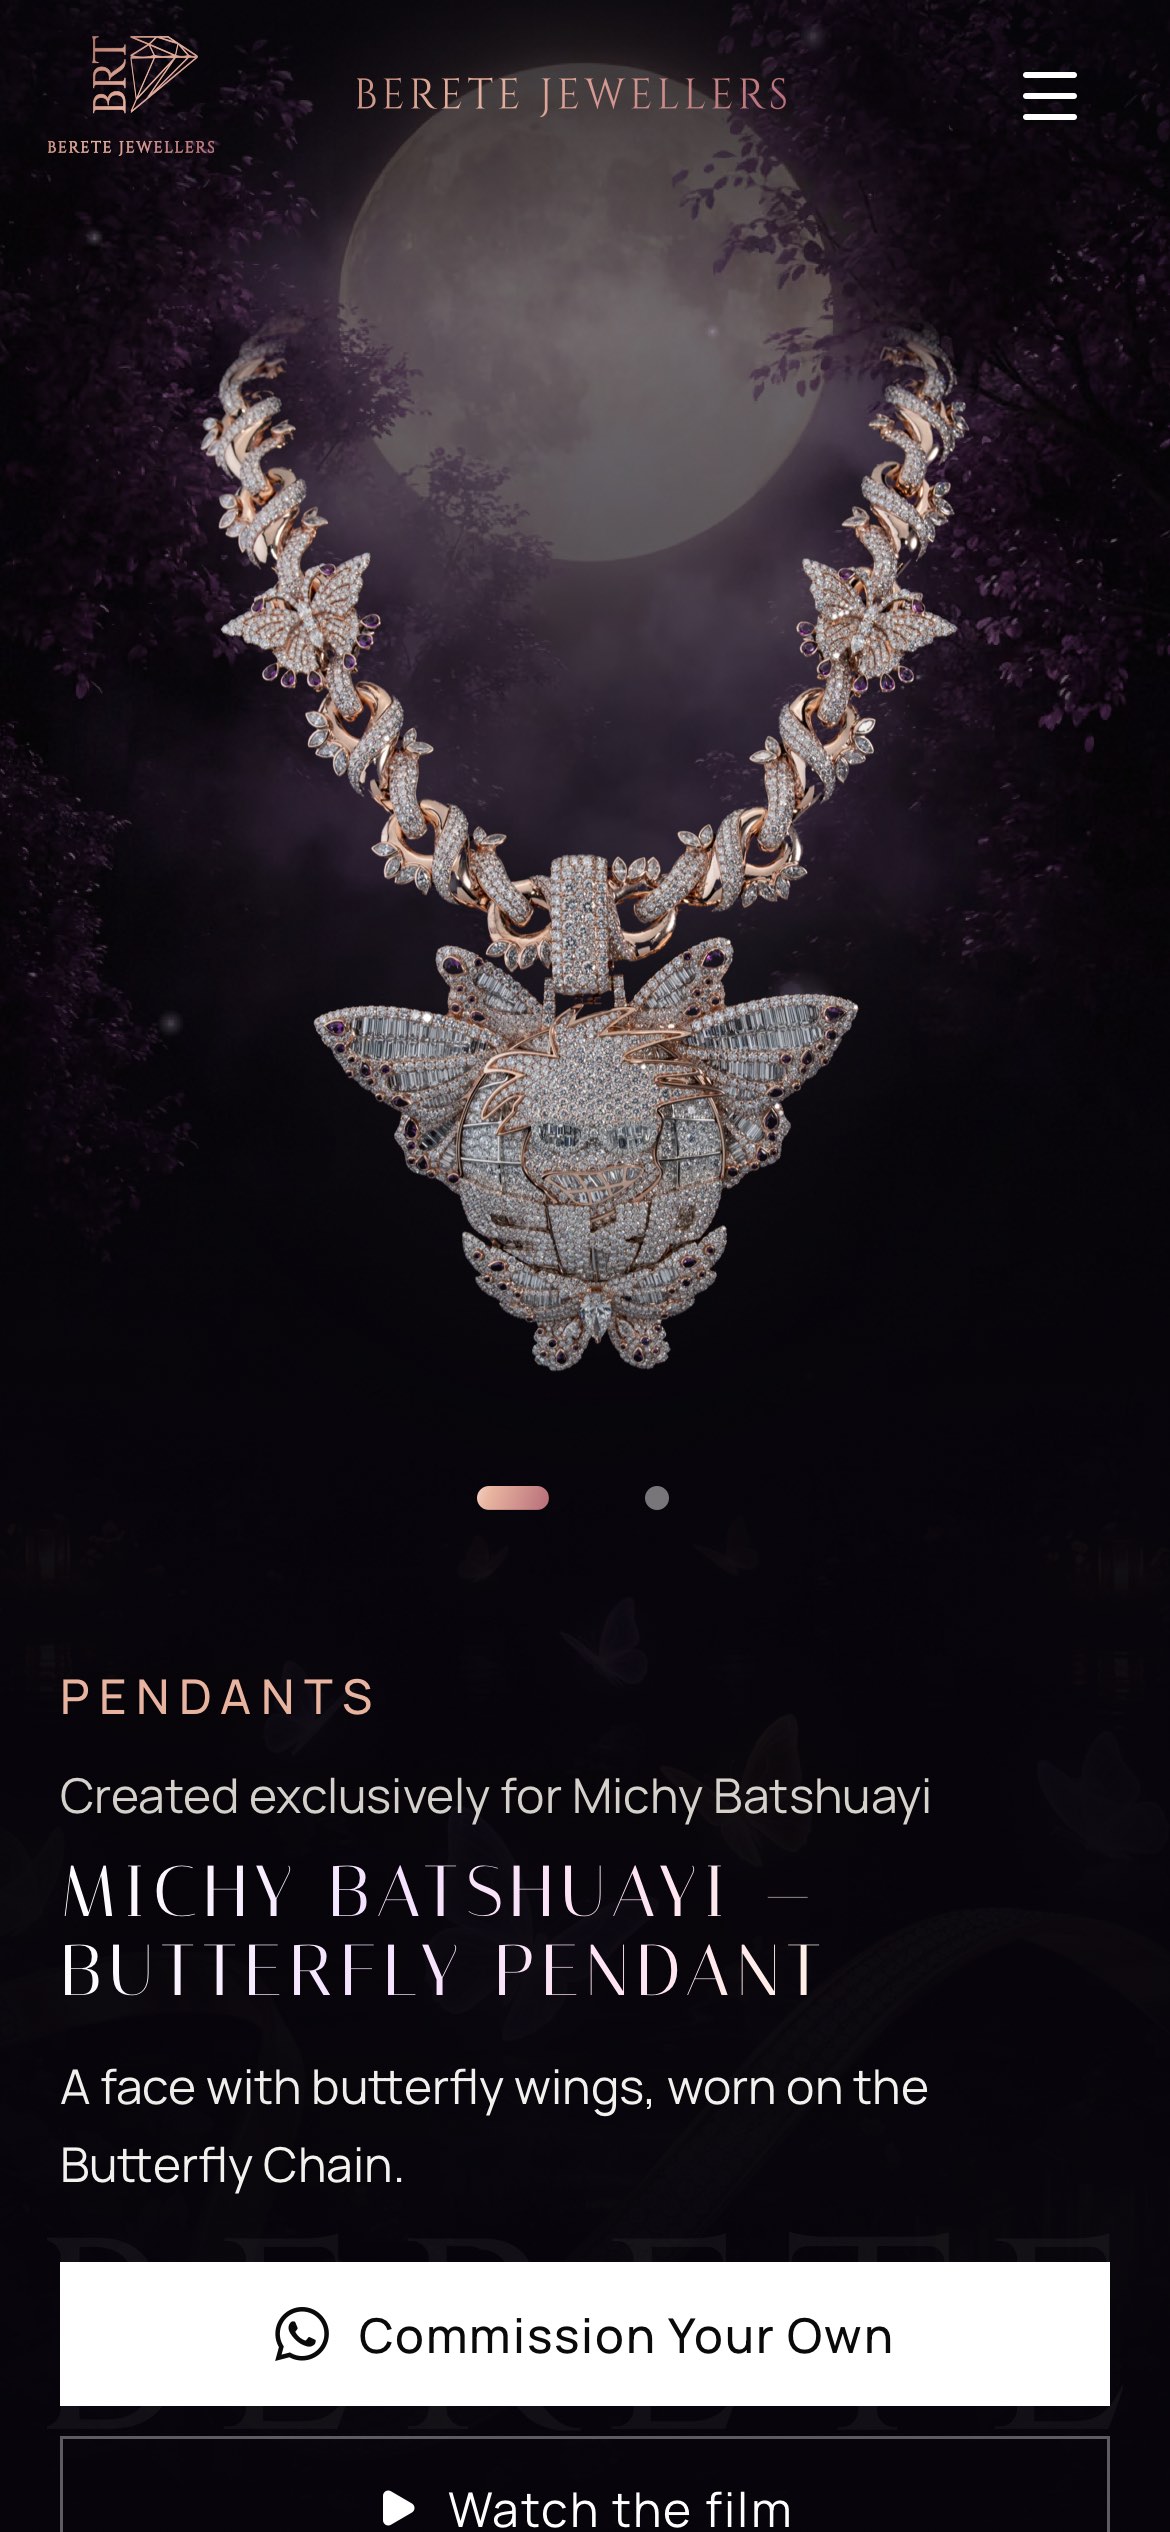 BRT
BERETE JEWELLERS
BERETE JEWELLERS
PENDANTS
Created exclusively for Michy Batshuayi
MICHY BATSHUAYI –
BUTTERFLY PENDANT
A face with butterfly wings, worn on the
Butterfly Chain.
BERETE
Commission Your Own
Watch the film